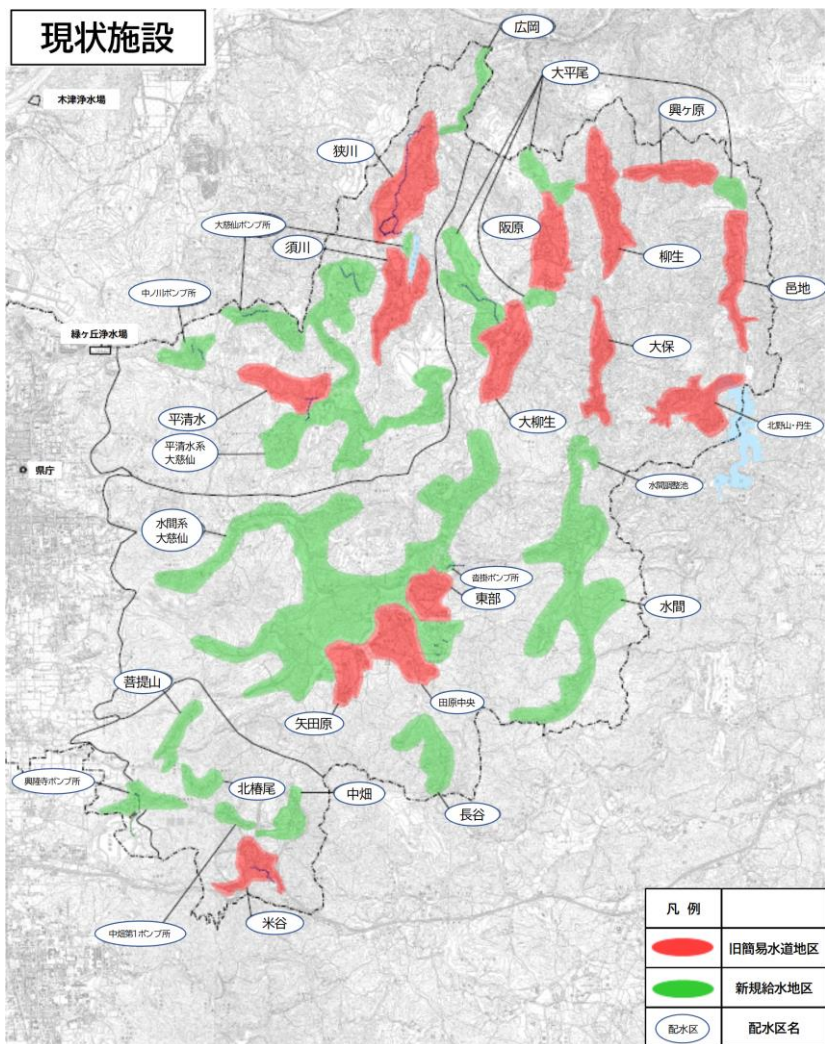 現状施設
広岡
大平尾
木津浄水場
興ヶ原
狭川
大慈仙ポンプ所
須川
阪原
柳生
邑地
中ノ川ポンプ所
緑ヶ丘浄水場
大保
平清水
大柳生
北野山・丹生
平清水系
大慈仙
県庁
水間調整池
水間系
大慈仙
沓掛ポンプ所
東部
水間
菩提山
矢田原
田原中央
興隆寺ポンプ所
北椿尾
中畑
長谷
中畑第1ポンプ所
米谷
凡 例
旧簡易水道地区
新規給水地区
配水区
配水区名